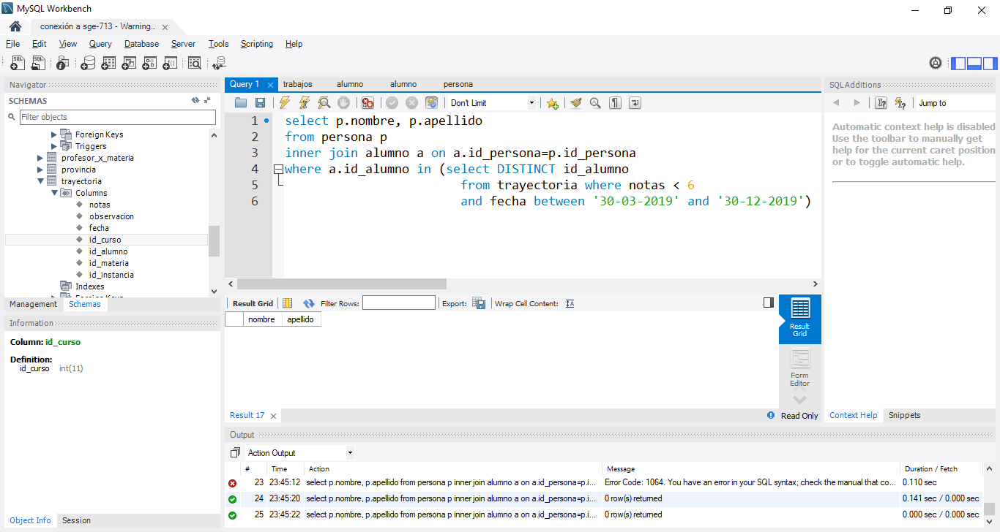 MySQL Workbench
conexión a sge-713 - Warning...
File Edit View Query Database Server Tools Scripting Help
Navigator
SCHEMAS
Filter objects
Foreign Keys
Triggers
profesor_x_materia
provincia
trayectoria
Columns
notas
observacion
fecha
id_curso
id_alumno
id_materia
id_instancia
Indexes
Foreign Keys
Management Schemas
Information
Column: id_curso
Definition:
id_curso int(11)
Object Info Session
Query 1 trabajos alumno alumno persona
Don't Limit
1 select p.nombre, p.apellido
2 from persona p
3 inner join alumno a on a.id_persona=p.id_persona
4 where a.id_alumno in (select DISTINCT id_alumno
5 from trayectoria where notas < 6
6 and fecha between '30-03-2019' and '30-12-2019')
Result Grid Filter Rows: Export: Wrap Cell Content:
nombre apellido
Result
Grid
Form
Editor
Result 17 Read Only
Output
Action Output
# Time Action Message Duration / Fetch
23 23:45:12 select p.nombre, p.apellido from persona p inner join alumno a on a.id_persona=p.i... Error Code: 1064. You have an error in your SQL syntax; check the manual that co... 0.110 sec
24 23:45:20 select p.nombre, p.apellido from persona p inner join alumno a on a.id_persona=p.i... 0 row(s) returned 0.141 sec / 0.000 sec
25 23:45:22 select p.nombre, p.apellido from persona p inner join alumno a on a.id_persona=p.i... 0 row(s) returned 0.000 sec / 0.000 sec
SQLAdditions
Jump to
Automatic context help is disabled
Use the toolbar to manually get
help for the current caret position
or to toggle automatic help.
Context Help Snippets